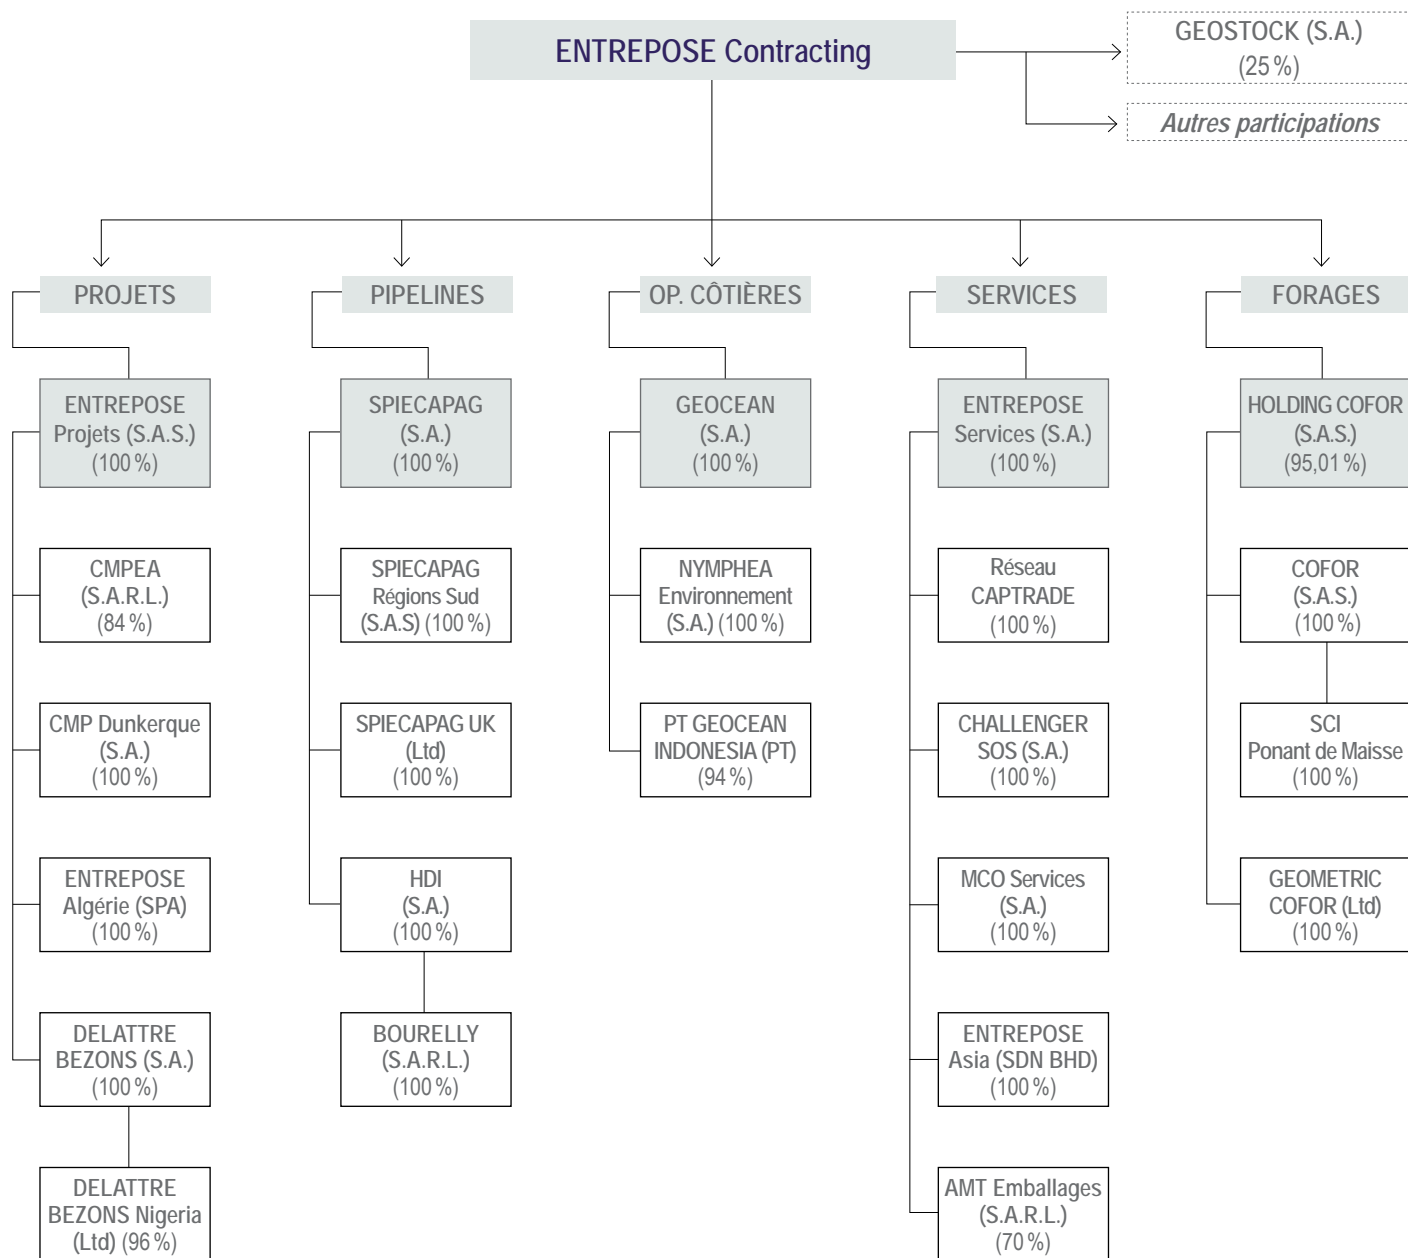 ENTREPOSE Contracting
GEOSTOCK (S.A.)
(25 %)
Autres participations
PROJETS
PIPELINES
OP. CÔTIÈRES
SERVICES
FORAGES
ENTREPOSE
Projets (S.A.S.)
(100 %)
SPIECAPAG
(S.A.)
(100 %)
GEOCEAN
(S.A.)
(100 %)
ENTREPOSE
Services (S.A.)
(100 %)
HOLDING COFOR
(S.A.S.)
(95,01 %)
CMPEA
(S.A.R.L.)
(84 %)
SPIECAPAG
Régions Sud
(S.A.S) (100 %)
NYMPHEA
Environnement
(S.A.) (100 %)
Réseau
CAPTRADE
(100 %)
COFOR
(S.A.S.)
(100 %)
CMP Dunkerque
(S.A.)
(100 %)
SPIECAPAG UK
(Ltd)
(100 %)
PT GEOCEAN
INDONESIA (PT)
(94 %)
CHALLENGER
SOS (S.A.)
(100 %)
SCI
Ponant de Maisse
(100 %)
ENTREPOSE
Algérie (SPA)
(100 %)
HDI
(S.A.)
(100 %)
MCO Services
(S.A.)
(100 %)
GEOMETRIC
COFOR (Ltd)
(100 %)
DELATTRE
BEZONS (S.A.)
(100 %)
BOURELLY
(S.A.R.L.)
(100 %)
ENTREPOSE
Asia (SDN BHD)
(100 %)
DELATTRE
BEZONS Nigeria
(Ltd) (96 %)
AMT Emballages
(S.A.R.L.)
(70 %)